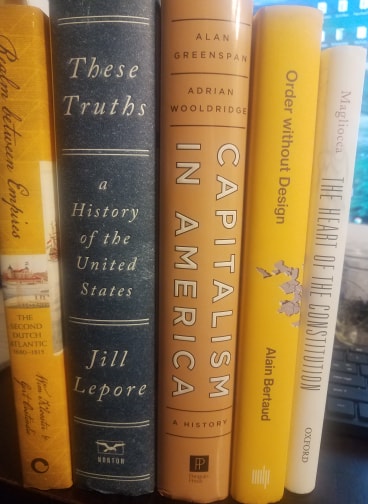 Realm between Empires
THE
SECOND
DUTCH
ATLANTIC
1680-1815
These
Truths
a
History
of the
United
States
Jill
Lepore
NORTON
ALAN
GREENSPAN
ADRIAN
WOOLDRIDGE
CAPITALISM
IN AMERICA
A HISTORY
Order without Design
Alain Bertaud
Magliocca
THE HEART OF THE CONSTITUTION
OXFORD